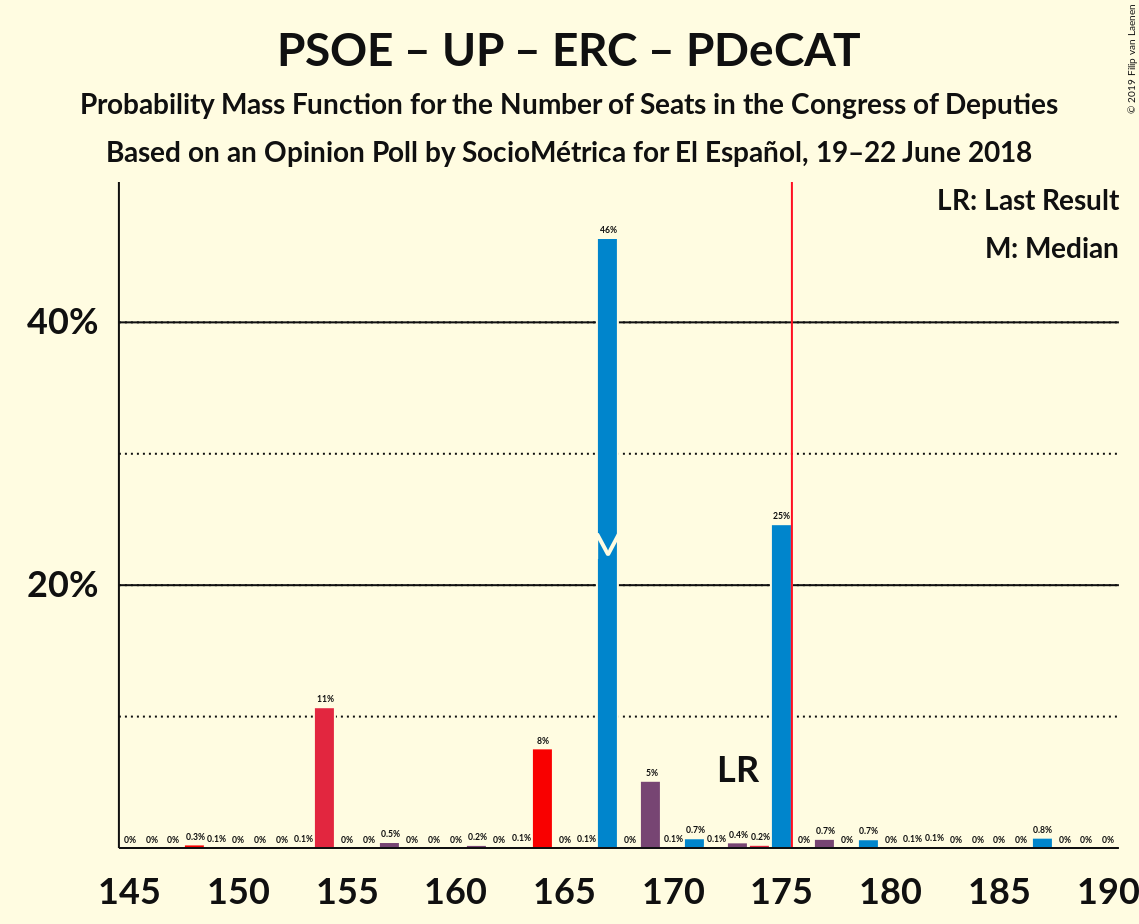 PSOE – UP – ERC – PDeCAT
Probability Mass Function for the Number of Seats in the Congress of Deputies
Based on an Opinion Poll by SocioMétrica for El Español, 19–22 June 2018
© 2019 Filip van Laenen
LR: Last Result
M: Median
40%
20%
0% 0% 0% 0.3% 0.1% 0% 0% 0% 0.1% 11% 0% 0% 0.5% 0% 0% 0% 0.2% 0% 0.1% 8% 0% 0.1% 46% 0% 5% 0.1% 0.7% 0.1% 0.4% 0.2% 25% 0% 0.7% 0% 0.7% 0% 0.1% 0.1% 0% 0% 0% 0% 0.8% 0% 0% 0%
M
LR
145 150 155 160 165 170 175 180 185 190